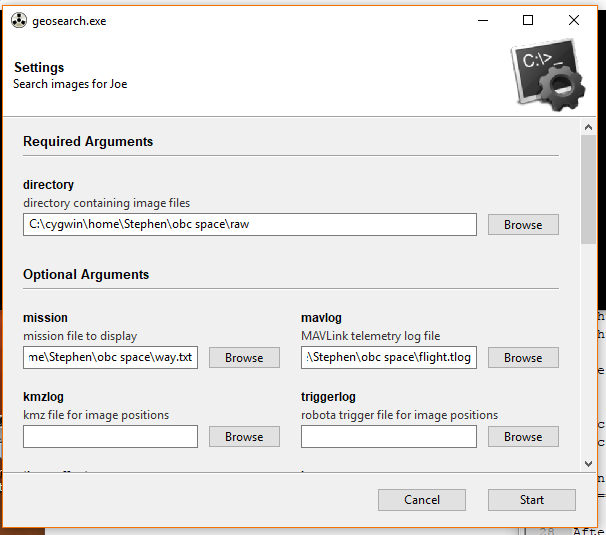 geosearch.exe
Settings
Search images for Joe
C:\>_
Required Arguments
directory
directory containing image files
C:\cygwin\home\Stephen\obc space\raw
Browse
Optional Arguments
mission
mavlog
mission file to display
MAVLink telemetry log file
me\Stephen\obc space\way.txt
Browse
:\Stephen\obc space\flight.tlog
Browse
kmzlog
triggerlog
kmz file for image positions
robota trigger file for image positions
Browse
Browse
Cancel
Start
28
Afte